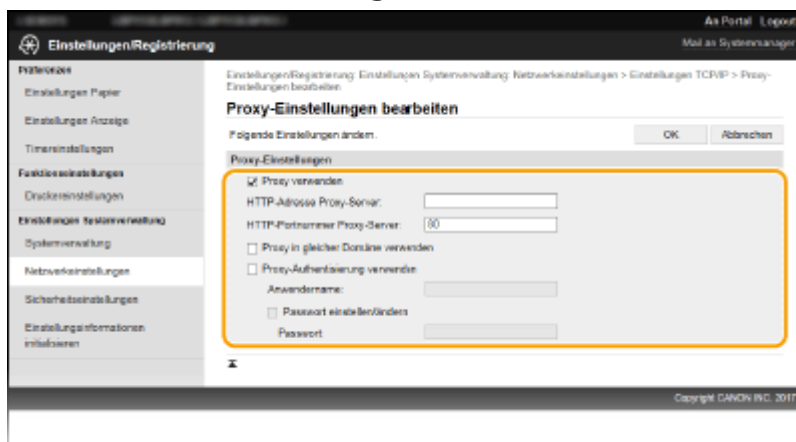 An Portal Logout
Einstellungen/Registrierung
Mail an Systemmanager
Präferenzen
Einstellungen Papier
Einstellungen Anzeige
Timereinstellungen
Funktionseinstellungen
Druckereinstellungen
Einstellungen Systemverwaltung
Systemverwaltung
Netzwerkeinstellungen
Sicherheitseinstellungen
Einstellungsinformationen
initialisieren
Einstellungen/Registrierung: Einstellungen Systemverwaltung: Netzwerkeinstellungen > Einstellungen TCP/IP > Proxy-
Einstellungen bearbeiten
Proxy-Einstellungen bearbeiten
Folgende Einstellungen ändern.
OK Abbrechen
Proxy-Einstellungen
Proxy verwenden
HTTP-Adresse Proxy-Server:
HTTP-Portnummer Proxy-Server: 80
Proxy in gleicher Domäne verwenden
Proxy-Authentisierung verwenden
Anwendername:
Passwort einstellen/ändern
Passwort:
Copyright CANON INC. 2017